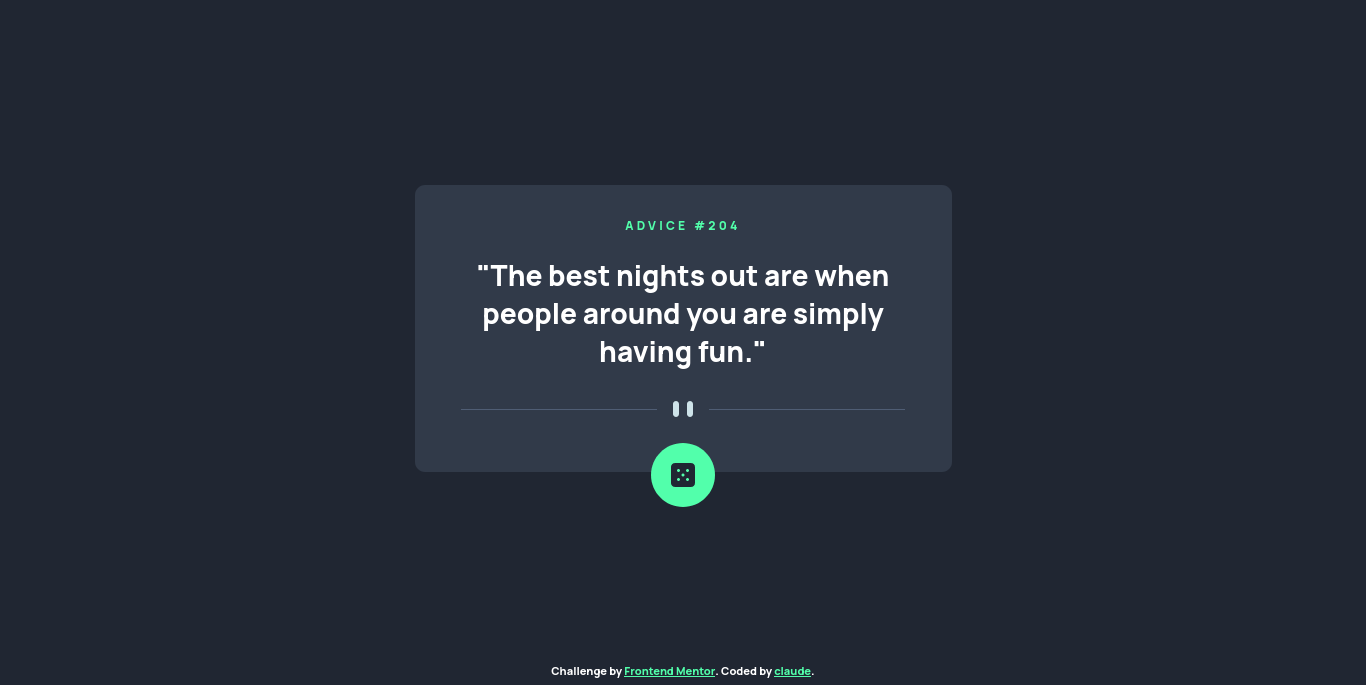 ADVICE #204
"The best nights out are when
people around you are simply
having fun."
Challenge by Frontend Mentor. Coded by claude.